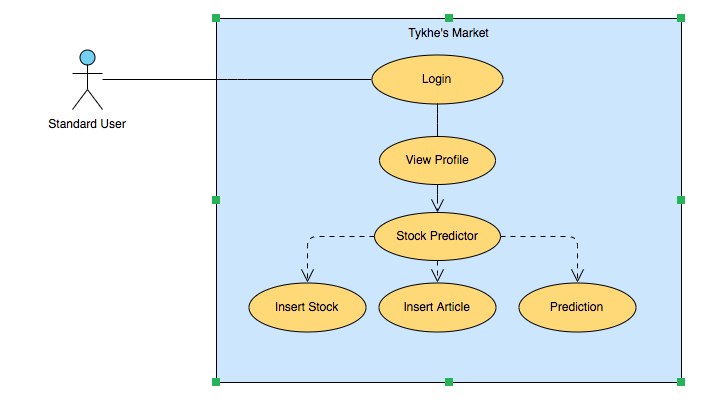 Tykhe's Market
Login
Standard User
View Profile
Stock Predictor
Insert Stock
Insert Article
Prediction